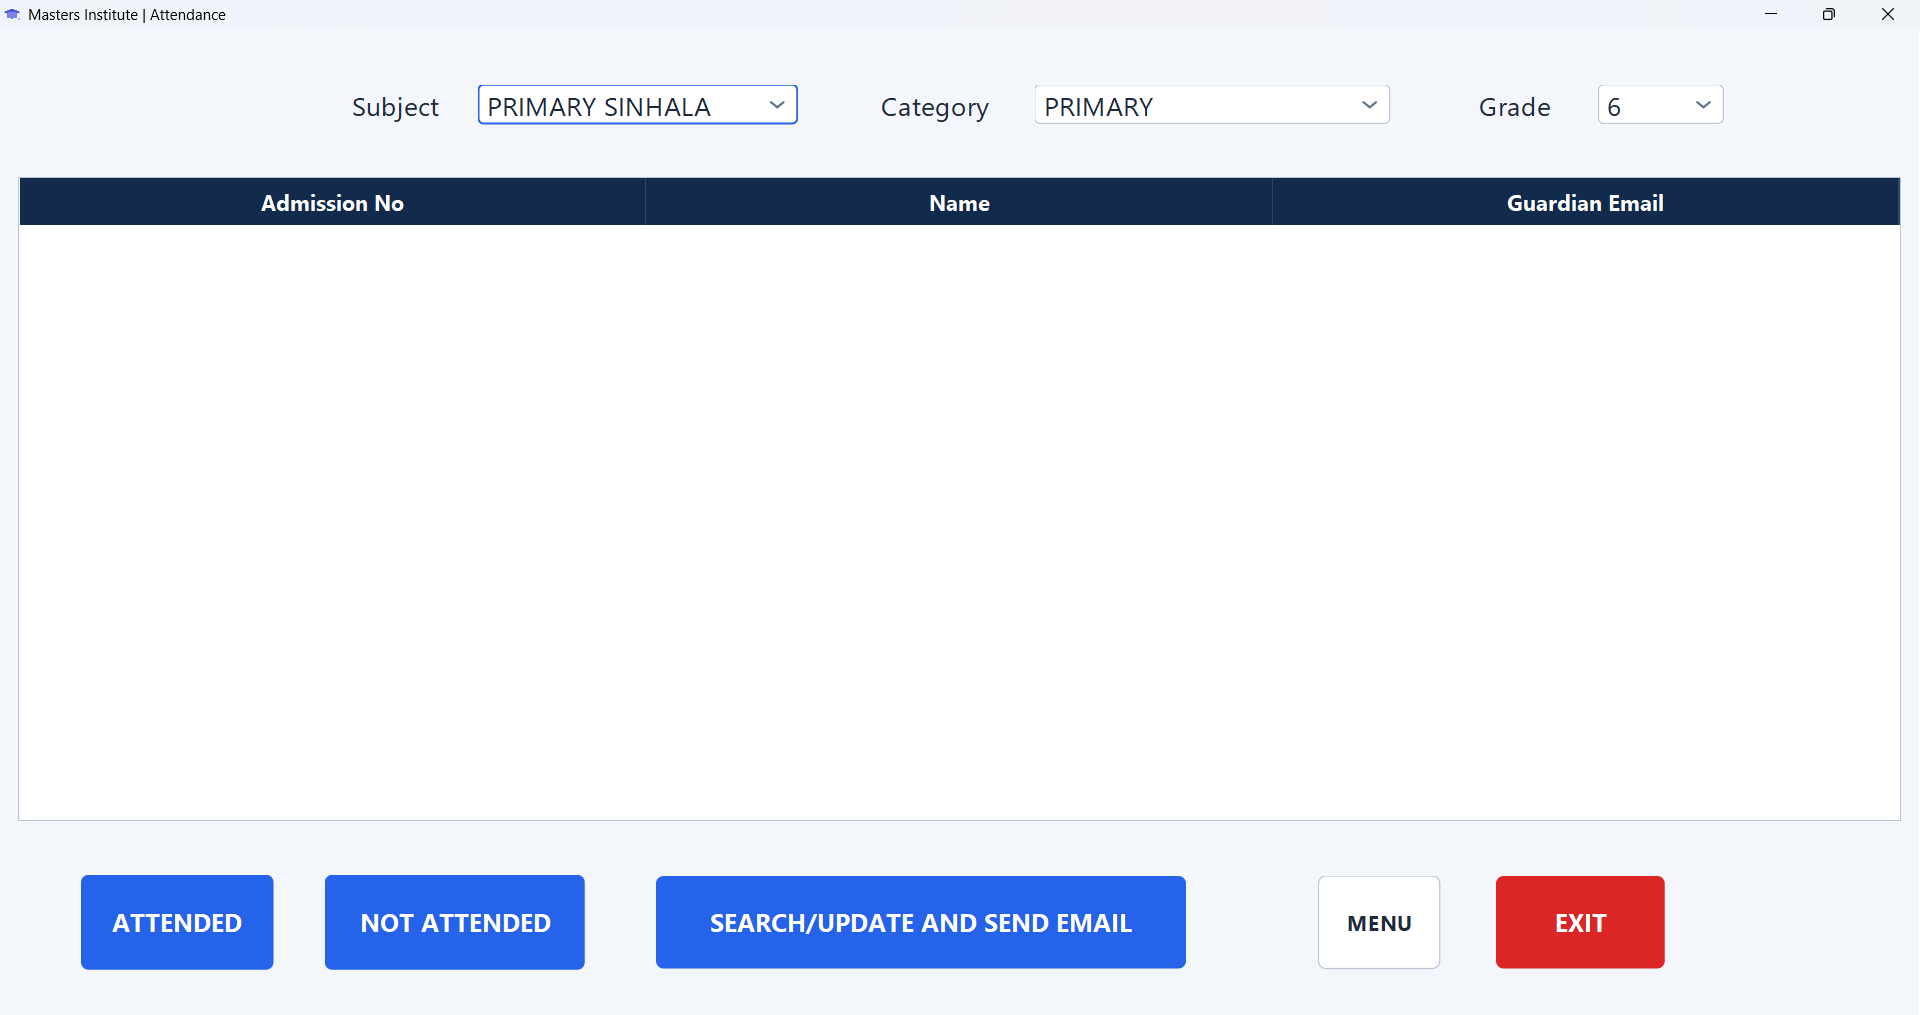 Masters Institute | Attendance
Subject PRIMARY SINHALA Category PRIMARY Grade 6
Admission No Name Guardian Email
ATTENDED NOT ATTENDED SEARCH/UPDATE AND SEND EMAIL MENU EXIT